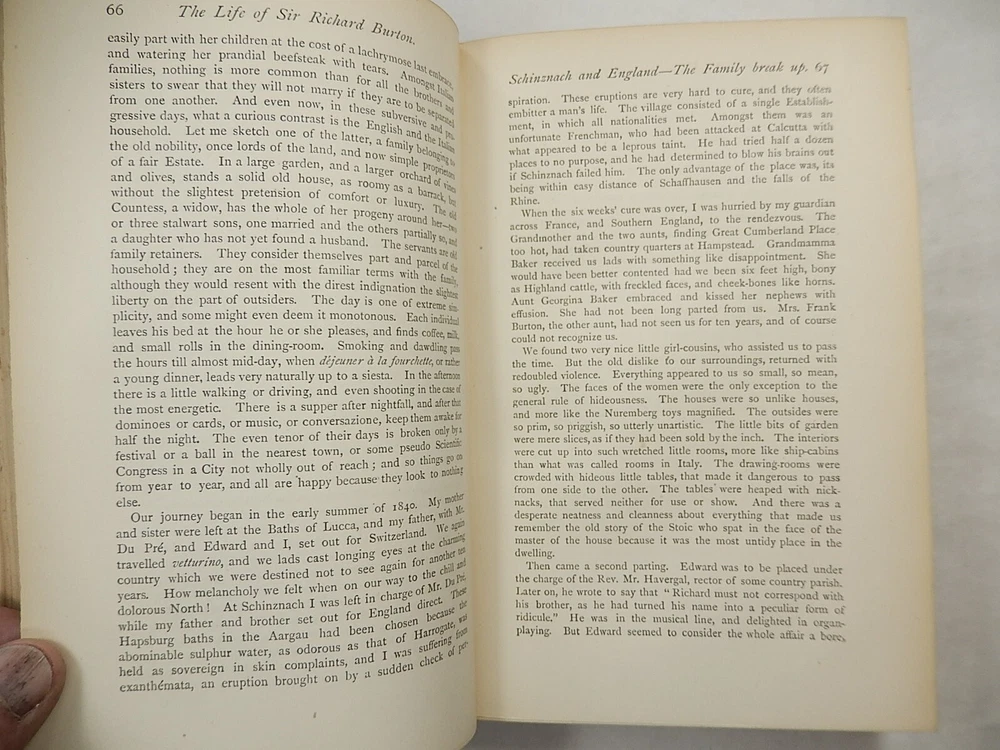 66 The Life of Sir Richard Burton.
easily part with her children at the cost of a lachrymose last embrace,
and watering her prandial beefsteak with tears. Amongst Italian
families, nothing is more common than for all the brothers and
sisters to swear that they will not marry if they are to be separated
from one another. And even now, in these subversive and pro-
gressive days, what a curious contrast is the English and the Italian
household. Let me sketch one of the latter, a family belonging to
the old nobility, once lords of the land, and now simple proprietors
of a fair Estate. In a large garden, and a larger orchard of vines
and olives, stands a solid old house, as roomy as a barrack, but
without the slightest pretension of comfort or luxury. The old
Countess, a widow, has the whole of her progeny around her—two
or three stalwart sons, one married and the others partially so, and
a daughter who has not yet found a husband. The servants are old
family retainers. They consider themselves part and parcel of the
household; they are on the most familiar terms with the family,
although they would resent with the direst indignation the slightest
liberty on the part of outsiders. The day is one of extreme sim-
plicity, and some might even deem it monotonous. Each individual
leaves his bed at the hour he or she pleases, and finds coffee, milk,
and small rolls in the dining-room. Smoking and dawdling pass
the hours till almost mid-day, when déjeuner à la fourchette, or rather
a young dinner, leads very naturally up to a siesta. In the afternoon
there is a little walking or driving, and even shooting in the case of
the most energetic. There is a supper after nightfall, and after that
dominoes or cards, or music, or conversazione, keep them awake for
half the night. The even tenor of their days is broken only by a
festival or a ball in the nearest town, or some pseudo Scientific
Congress in a City not wholly out of reach; and so things go on
from year to year, and all are happy because they look to nothing
else.
Our journey began in the early summer of 1840. My mother
and sister were left at the Baths of Lucca, and my father, with Mr.
Du Pré, and Edward and I, set out for Switzerland. We again
travelled vetturino, and we lads cast longing eyes at the charming
country which we were destined not to see again for another ten
years. How melancholy we felt when on our way to the chill and
dolorous North! At Schinznach I was left in charge of Mr. Du Pré,
while my father and brother set out for England direct. These
Hapsburg baths in the Aargau had been chosen because the
abominable sulphur water, as odorous as that of Harrogate, was
held as sovereign in skin complaints, and I was suffering from
exanthémata, an eruption brought on by a sudden check of per-
Schinznach and England—The Family break up. 67
spiration. These eruptions are very hard to cure, and they often
embitter a man's life. The village consisted of a single Establish-
ment, in which all nationalities met. Amongst them was an
unfortunate Frenchman, who had been attacked at Calcutta with
what appeared to be a leprous taint. He had tried half a dozen
places to no purpose, and he had determined to blow his brains out
if Schinznach failed him. The only advantage of the place was, its
being within easy distance of Schaffhausen and the falls of the
Rhine.
When the six weeks' cure was over, I was hurried by my guardian
across France, and Southern England, to the rendezvous. The
Grandmother and the two aunts, finding Great Cumberland Place
too hot, had taken country quarters at Hampstead. Grandmamma
Baker received us lads with something like disappointment. She
would have been better contented had we been six feet high, bony
as Highland cattle, with freckled faces, and cheek-bones like horns.
Aunt Georgina Baker embraced and kissed her nephews with
effusion. She had not been long parted from us. Mrs. Frank
Burton, the other aunt, had not seen us for ten years, and of course
could not recognize us.
We found two very nice little girl-cousins, who assisted us to pass
the time. But the old dislike fo our surroundings, returned with
redoubled violence. Everything appeared to us so small, so mean,
so ugly. The faces of the women were the only exception to the
general rule of hideousness. The houses were so unlike houses,
and more like the Nuremberg toys magnified. The outsides were
so prim, so priggish, so utterly unartistic. The little bits of garden
were mere slices, as if they had been sold by the inch. The interiors
were cut up into such wretched little rooms, more like ship-cabins
than what was called rooms in Italy. The drawing-rooms were
crowded with hideous little tables, that made it dangerous to pass
from one side to the other. The tables were heaped with nick-
nacks, that served neither for use or show. And there was a
desperate neatness and cleanness about everything that made us
remember the old story of the Stoic who spat in the face of the
master of the house because it was the most untidy place in the
dwelling.
Then came a second parting. Edward was to be placed under
the charge of the Rev. Mr. Havergal, rector of some country parish.
Later on, he wrote to say that "Richard must not correspond with
his brother, as he had turned his name into a peculiar form of
ridicule." He was in the musical line, and delighted in organ-
playing. But Edward seemed to consider the whole affair a bore,